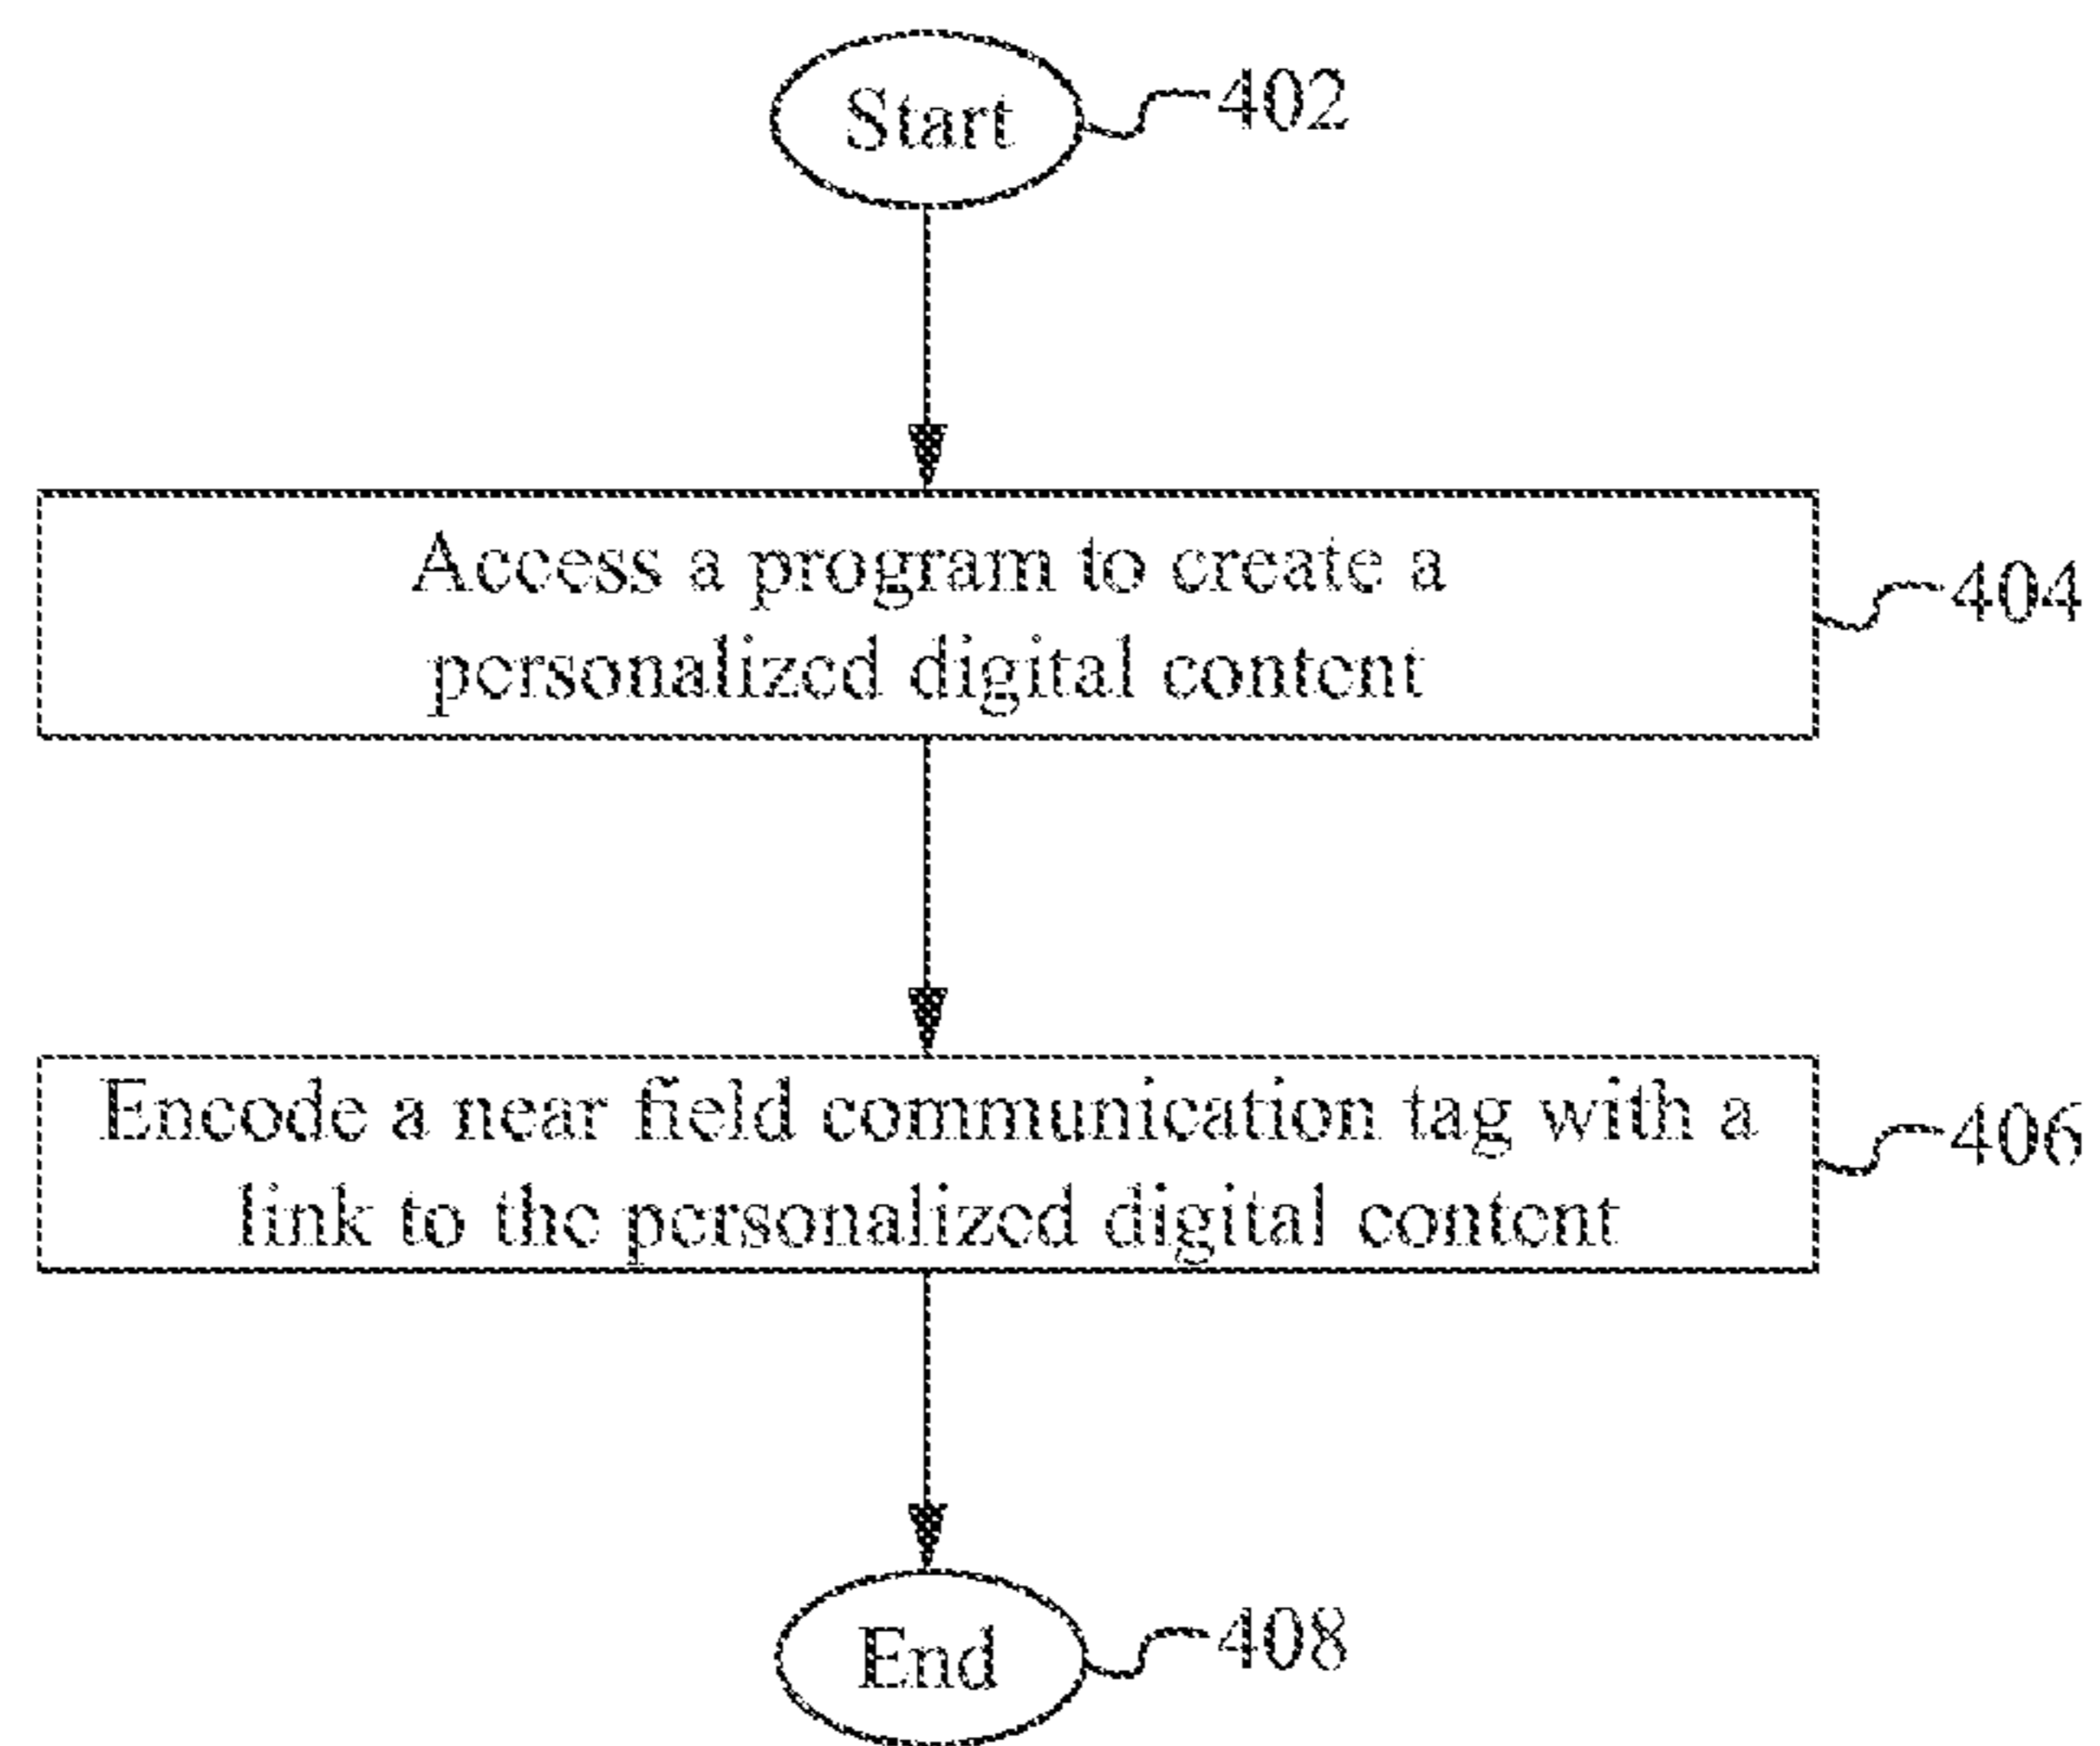 Start
402
Access a program to create a
personalized digital content
404
Encode a near field communication tag with a
link to the personalized digital content
406
End
408